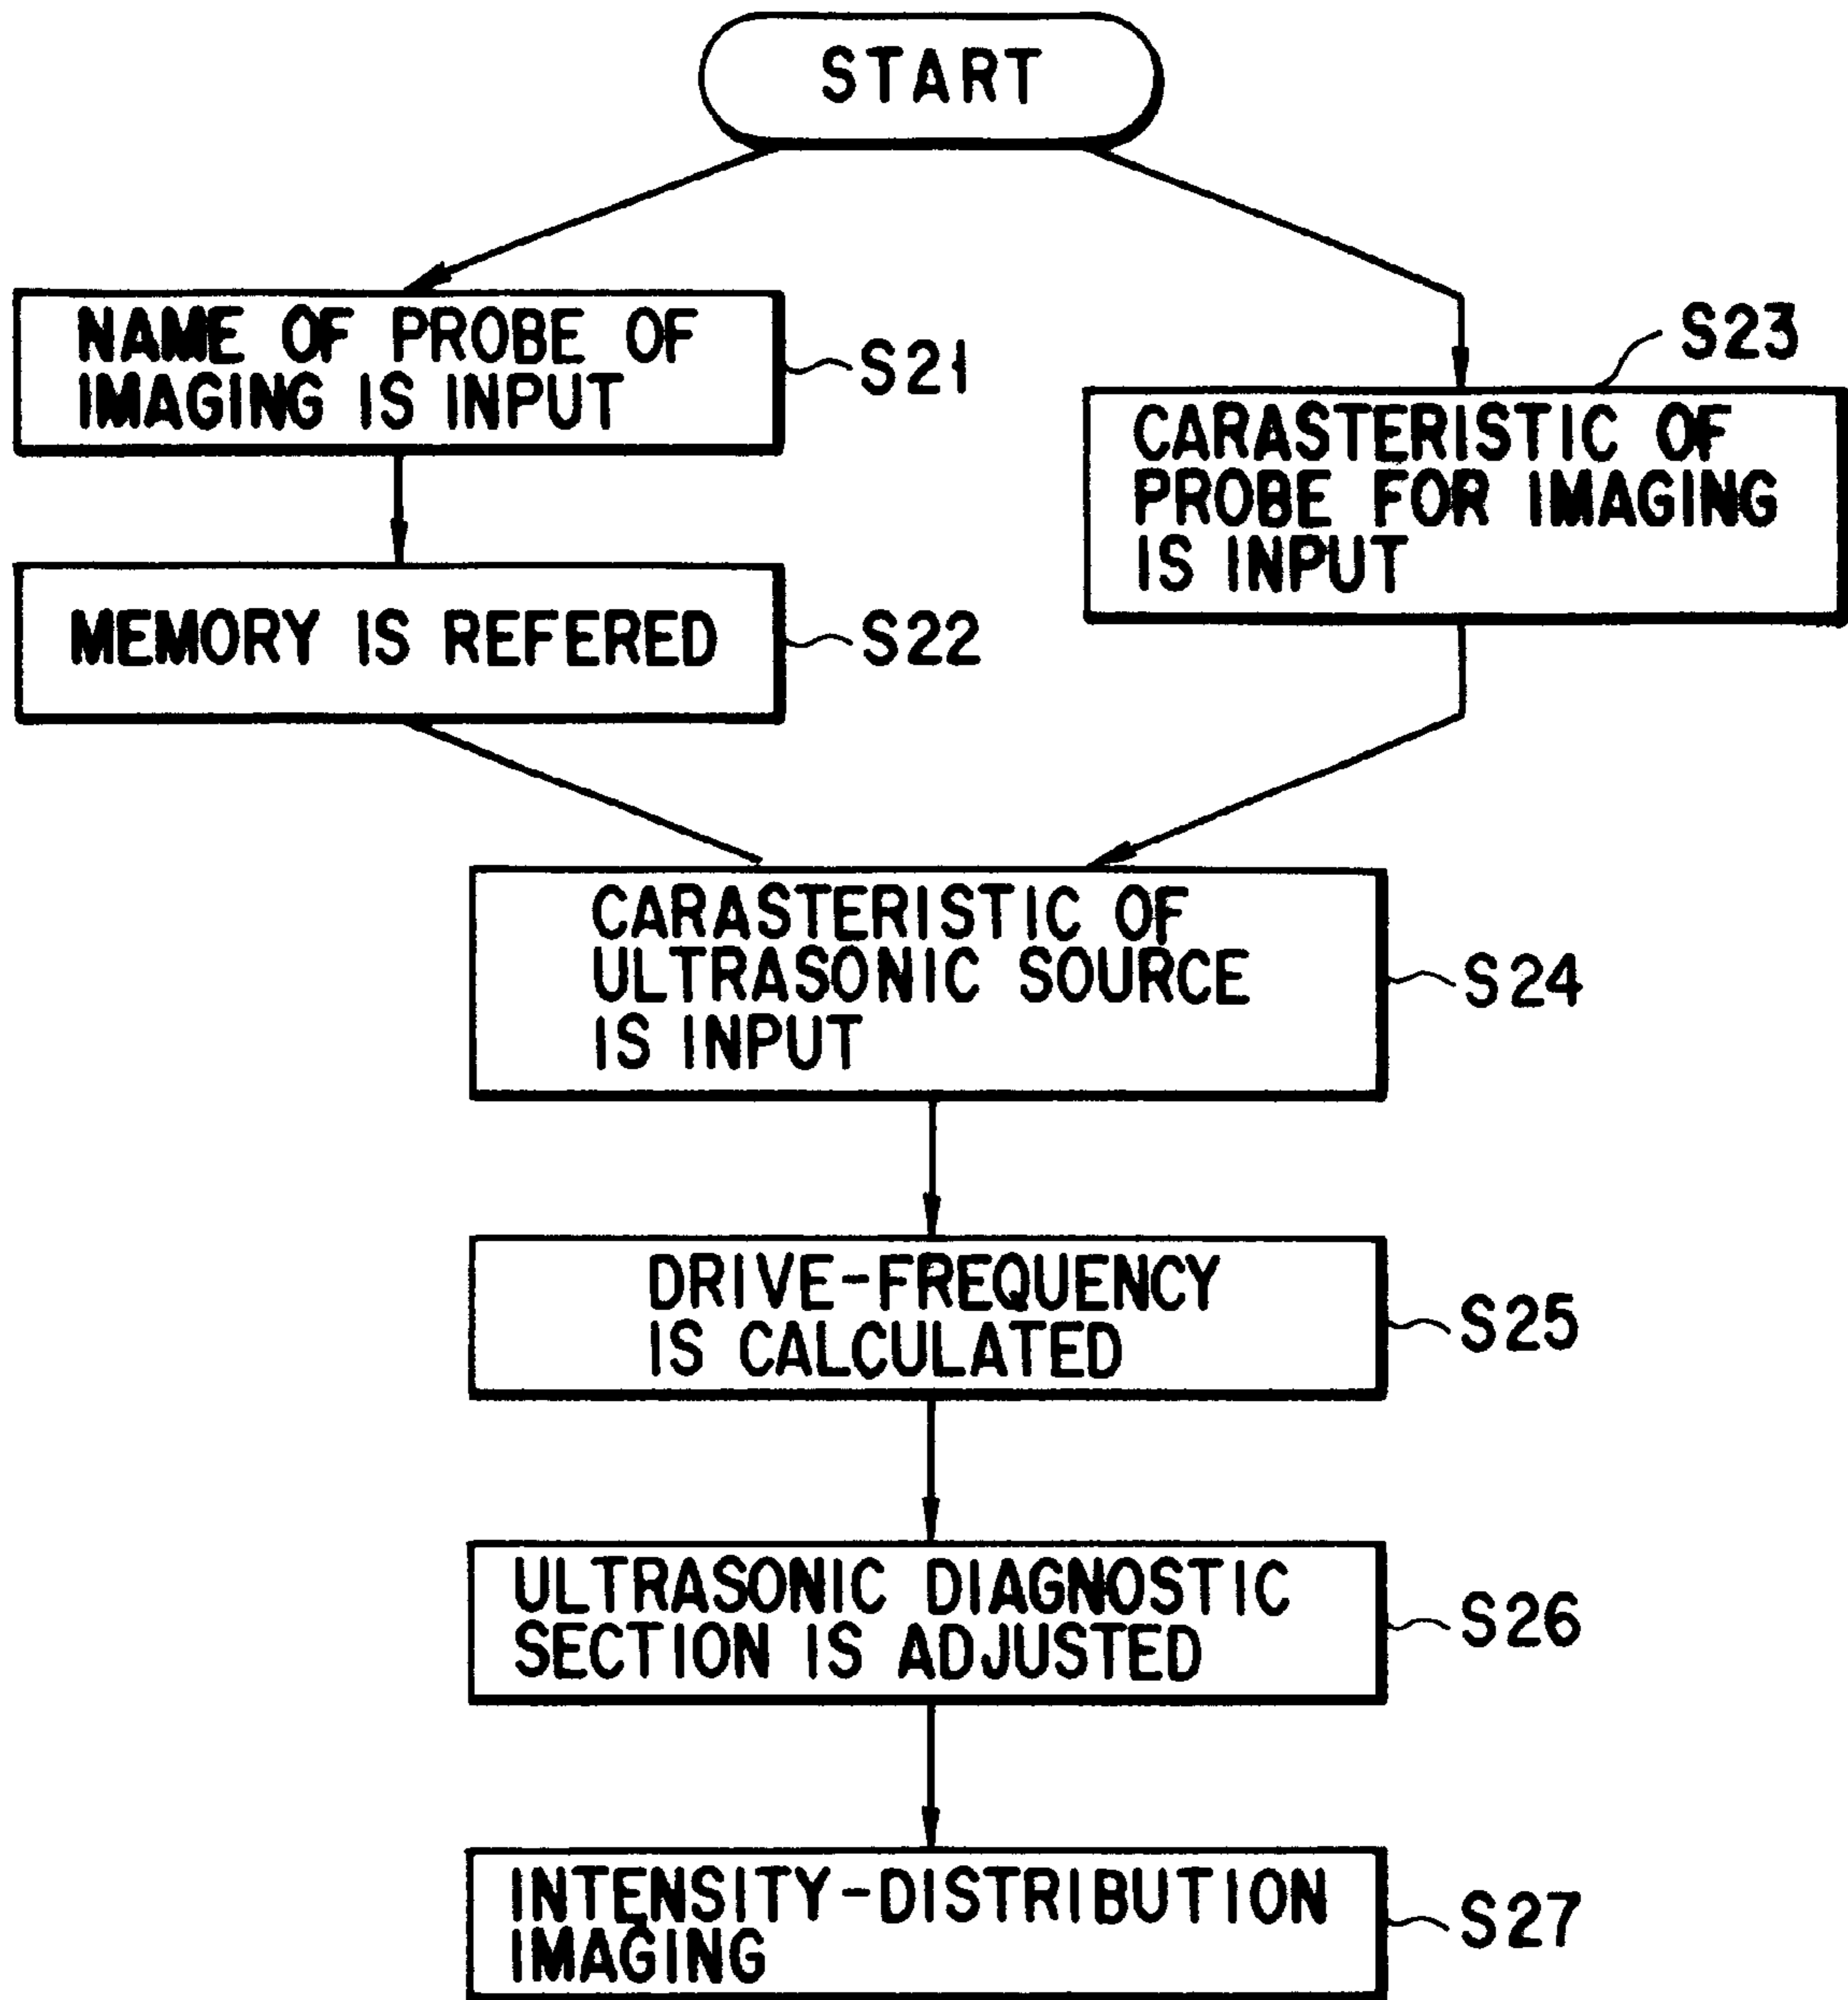 START
NAME OF PROBE OF
IMAGING IS INPUT
S21
S23
CARASTERISTIC OF
PROBE FOR IMAGING
IS INPUT
MEMORY IS REFERED
S22
CARASTERISTIC OF
ULTRASONIC SOURCE
IS INPUT
S24
DRIVE-FREQUENCY
IS CALCULATED
S25
ULTRASONIC DIAGNOSTIC
SECTION IS ADJUSTED
S26
INTENSITY-DISTRIBUTION
IMAGING
S27